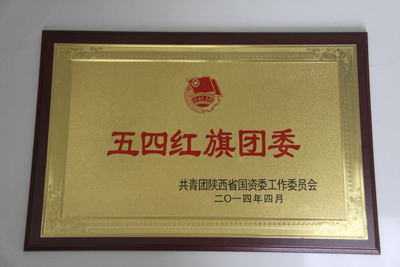 五四红旗团委
共青团陕西省国资委工作委员会
二〇一四年四月